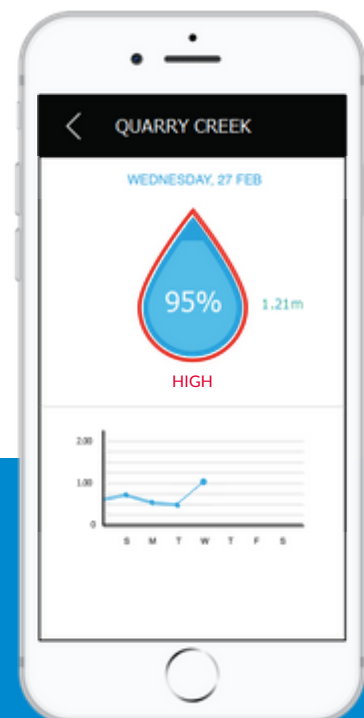 QUARRY CREEK
WEDNESDAY, 27 FEB
95%
1.21m
HIGH
2.00
1.00
0
S M T W T F S